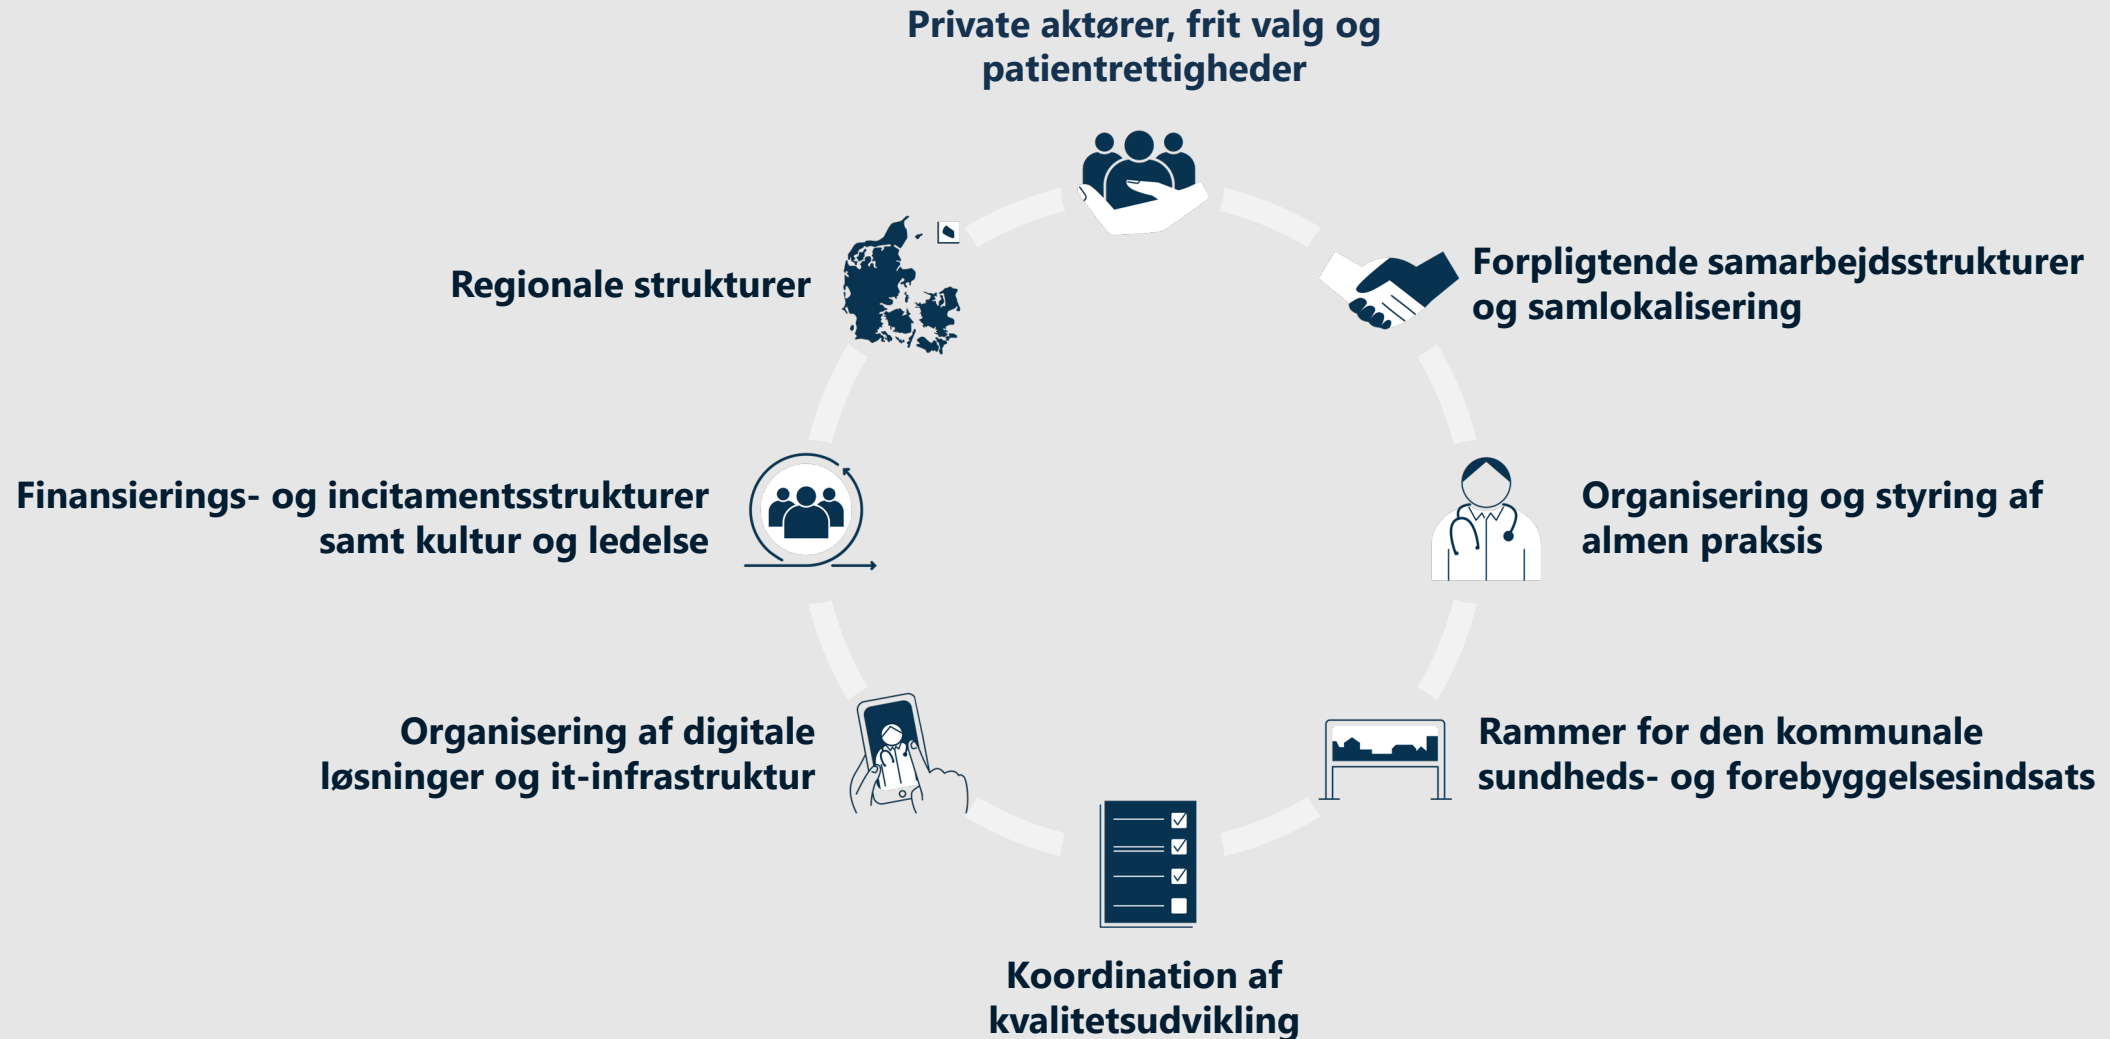 Private aktører, frit valg og
patientrettigheder
Forpligtende samarbejdsstrukturer
og samlokalisering
Regionale strukturer
Finansierings- og incitamentsstrukturer
samt kultur og ledelse
Organisering og styring af
almen praksis
Organisering af digitale
løsninger og it-infrastruktur
Rammer for den kommunale
sundheds- og forebyggelsesindsats
Koordination af
kvalitetsudvikling